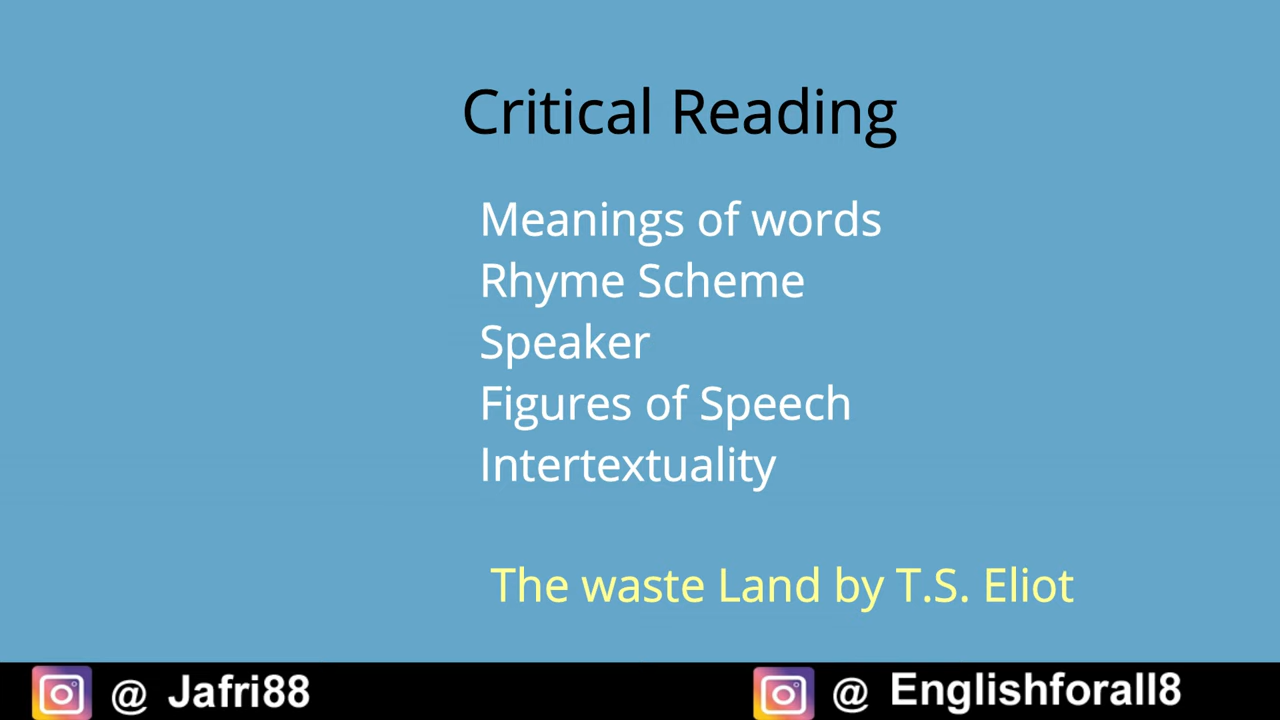 Critical Reading
Meanings of words
Rhyme Scheme
Speaker
Figures of Speech
Intertextuality
The waste Land by T.S. Eliot
@ Jafri88
@ Englishforall8